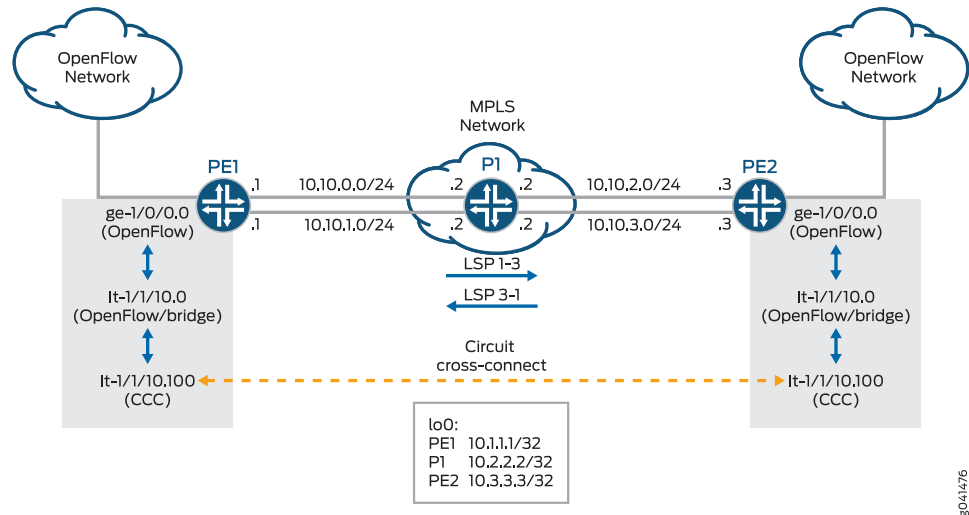 OpenFlow
Network
OpenFlow
Network
MPLS
Network
PE1
P1
PE2
.1
10.10.0.0/24
.2
.2
10.10.2.0/24
.3
.1
10.10.1.0/24
.2
.2
10.10.3.0/24
.3
ge-1/0/0.0
(OpenFlow)
ge-1/0/0.0
(OpenFlow)
LSP 1-3
LSP 3-1
lt-1/1/10.0
(OpenFlow/bridge)
lt-1/1/10.0
(OpenFlow/bridge)
Circuit
cross-connect
lt-1/1/10.100
(CCC)
lt-1/1/10.100
(CCC)
lo0:
PE1 10.1.1.1/32
P1 10.2.2.2/32
PE2 10.3.3.3/32
g041476